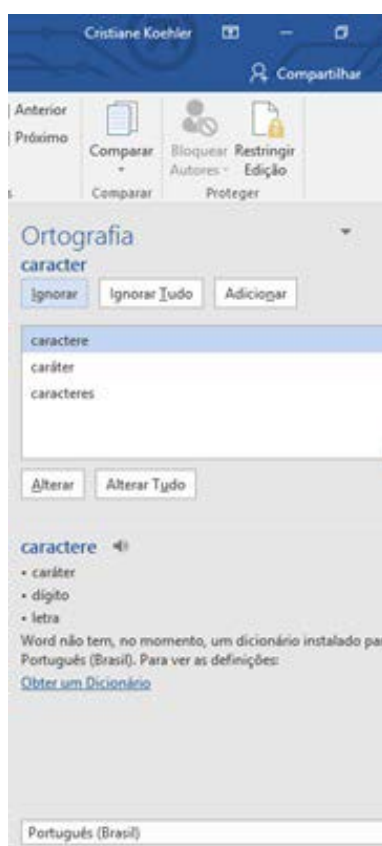 Cristiane Koehler
Compartilhar
Anterior
Próximo
Comparar
Bloquear Autores
Restringir Edição
Comparar
Proteger
Ortografia
caracter
Ignorar
Ignorar Tudo
Adicionar
caractere
caráter
caracteres
Alterar
Alterar Tudo
caractere
• caráter
• dígito
• letra
Word não tem, no momento, um dicionário instalado
Português (Brasil). Para ver as definições:
Obter um Dicionário
Português (Brasil)